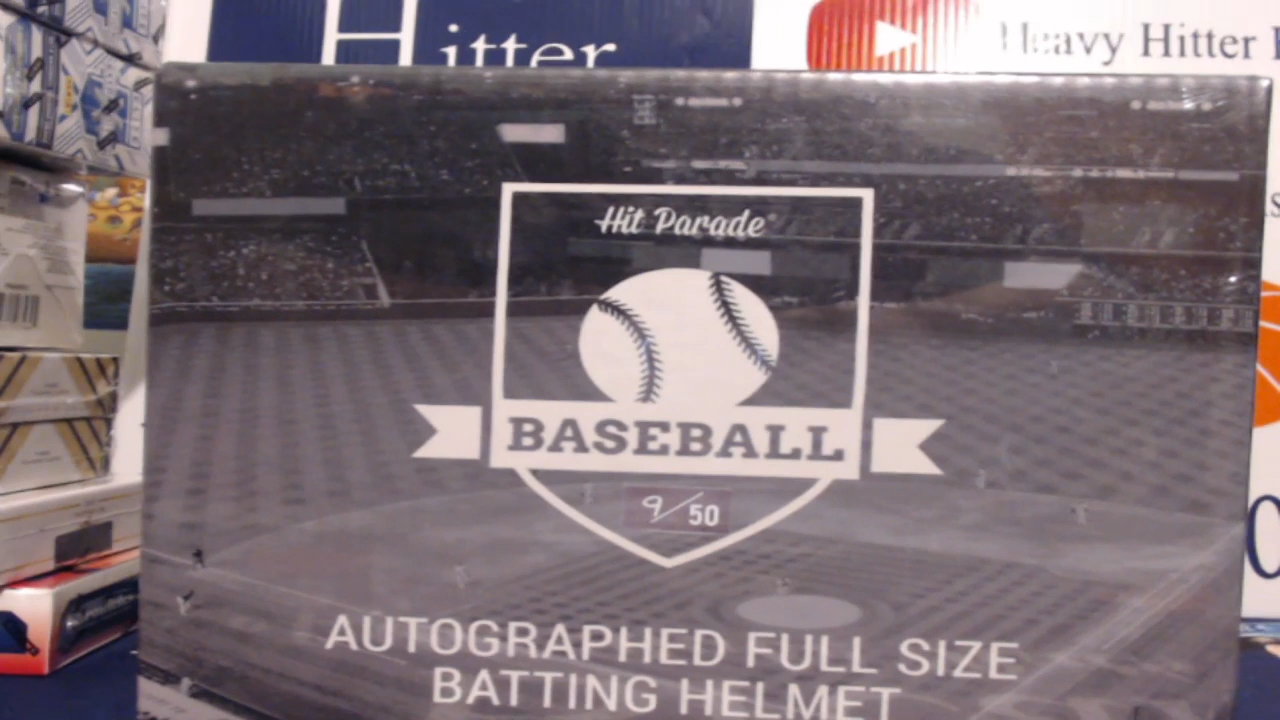 Hitter
Heavy Hitter
Hit Parade®
BASEBALL
9/50
AUTOGRAPHED FULL SIZE
BATTING HELMET